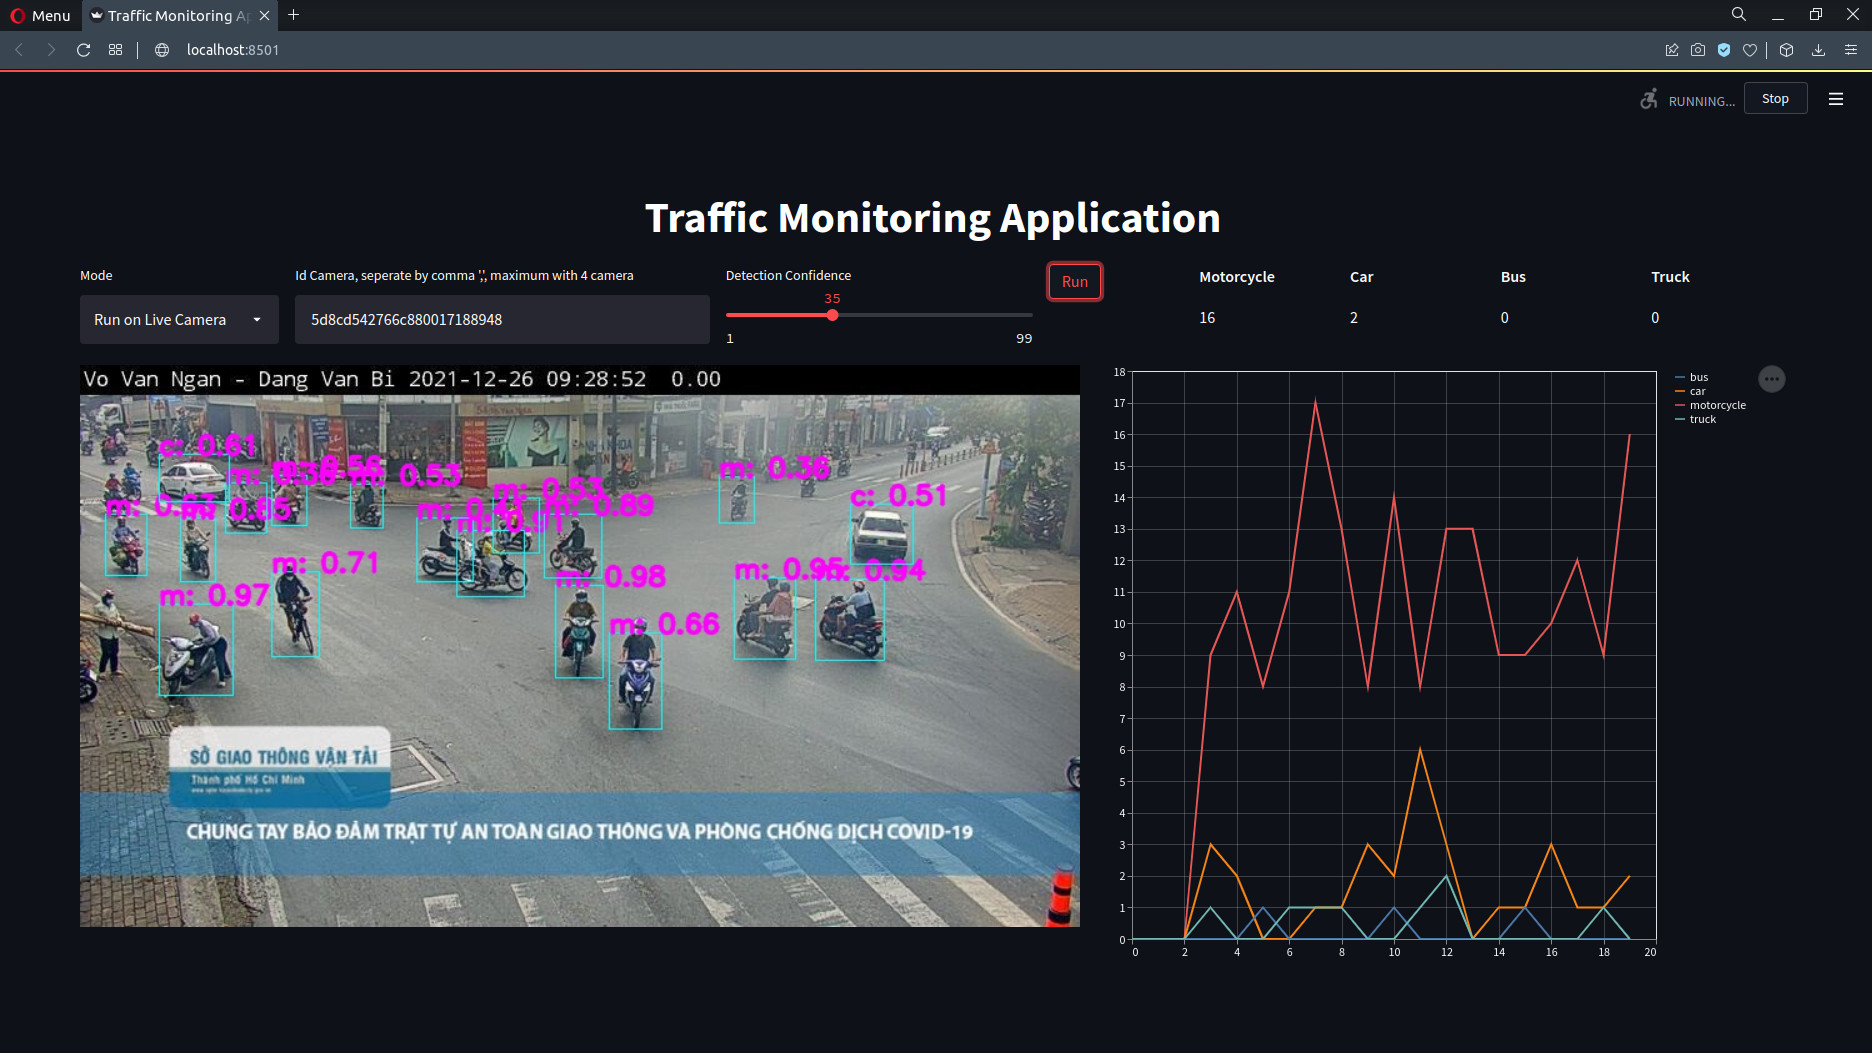 Menu
Traffic Monitoring Ap
localhost:8501
RUNNING...
Stop
Traffic Monitoring Application
Mode
Run on Live Camera
Id Camera, seperate by comma ',', maximum with 4 camera
5d8cd542766c880017188948
Detection Confidence
35
1
99
Run
Motorcycle
Car
Bus
Truck
16
2
0
0
Vo Van Ngan - Dang Van Bi 2021-12-26 09:28:52 0.00
c: 0.61
m: 0.53
m: 0.36
m: 0.53
m: 0.89
c: 0.51
m: 0.85
m: 0.91
m: 0.71
m: 0.98
m: 0.95
m: 0.94
m: 0.97
m: 0.66
SỞ GIAO THÔNG VẬN TẢI
Thành phố Hồ Chí Minh
CHUNG TAY BẢO ĐẢM TRẬT TỰ AN TOÀN GIAO THÔNG VÀ PHÒNG CHỐNG DỊCH COVID-19
18
17
16
15
14
13
12
11
10
9
8
7
6
5
4
3
2
1
0
0
2
4
6
8
10
12
14
16
18
20
bus
car
motorcycle
truck